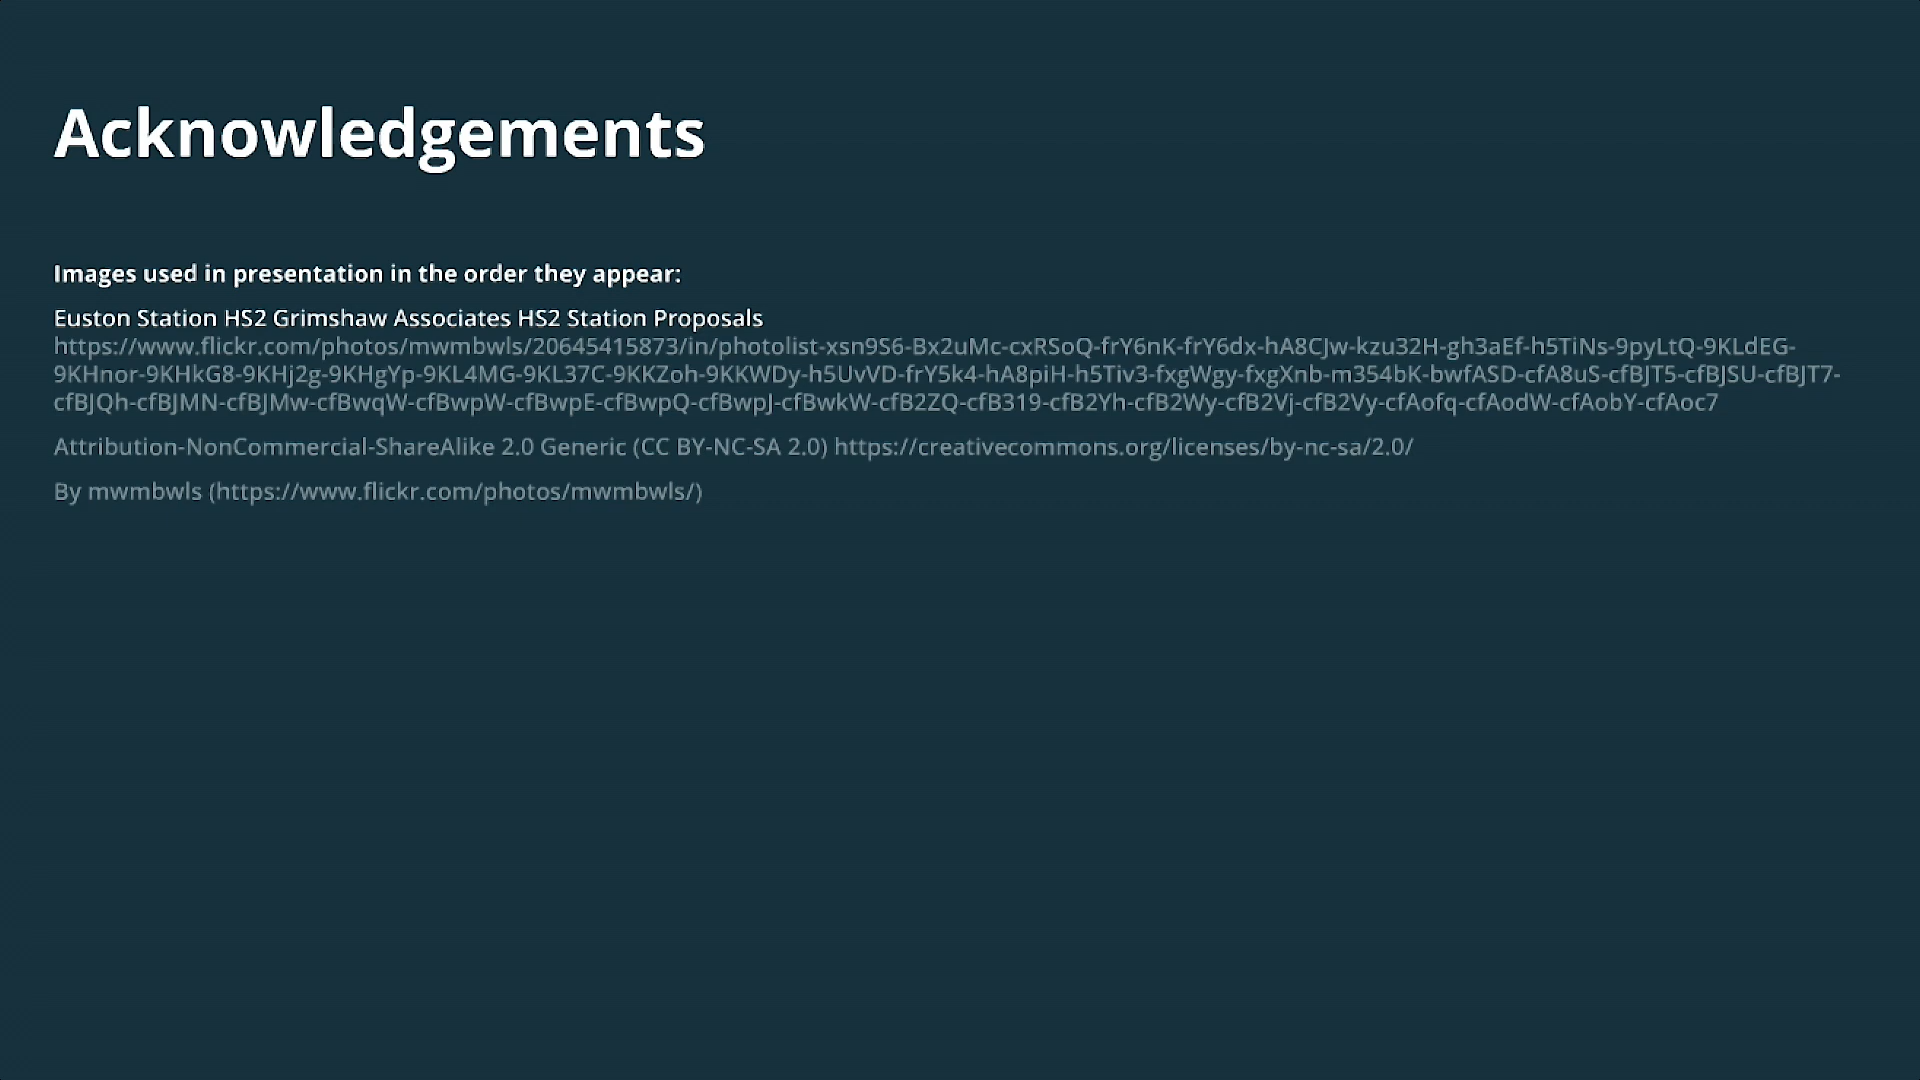 Acknowledgements
Images used in presentation in the order they appear:
Euston Station HS2 Grimshaw Associates HS2 Station Proposals
https://www.flickr.com/photos/mwmbwls/20645415873/in/photolist-xsn9S6-Bx2uMc-cxRSoQ-frY6nK-frY6dx-hA8CJw-kzu32H-gh3aEf-h5TiNs-9pyLtQ-9KLdEG-
9KHnor-9KHkG8-9KHj2g-9KHgYp-9KL4MG-9KL37C-9KKZoh-9KKWDy-h5UvVD-frY5k4-hA8piH-h5Tiv3-fxgWgy-fxgXnb-m354bK-bwfASD-cfA8uS-cfBJT5-cfBJSU-cfBJT7-
cfBJQh-cfBJMN-cfBJMw-cfBwqW-cfBwpW-cfBwpE-cfBwpQ-cfBwpJ-cfBwkW-cfB2ZQ-cfB319-cfB2Yh-cfB2Wy-cfB2Vj-cfB2Vy-cfAofq-cfAodW-cfAobY-cfAoc7
Attribution-NonCommercial-ShareAlike 2.0 Generic (CC BY-NC-SA 2.0) https://creativecommons.org/licenses/by-nc-sa/2.0/
By mwmbwls (https://www.flickr.com/photos/mwmbwls/)